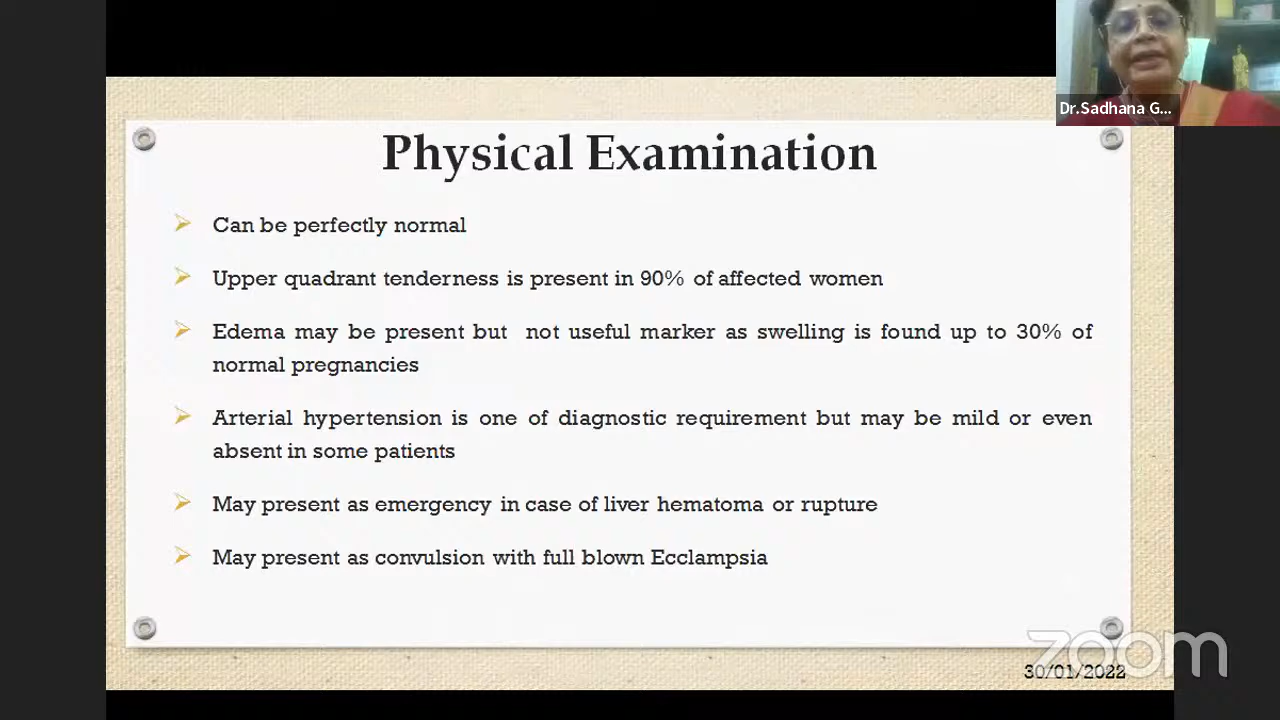 Dr.Sadhana G...
Physical Examination
Can be perfectly normal
Upper quadrant tenderness is present in 90% of affected women
Edema may be present but not useful marker as swelling is found up to 30% of
normal pregnancies
Arterial hypertension is one of diagnostic requirement but may be mild or even
absent in some patients
May present as emergency in case of liver hematoma or rupture
May present as convulsion with full blown Ecclampsia
zoom
30/01/2022